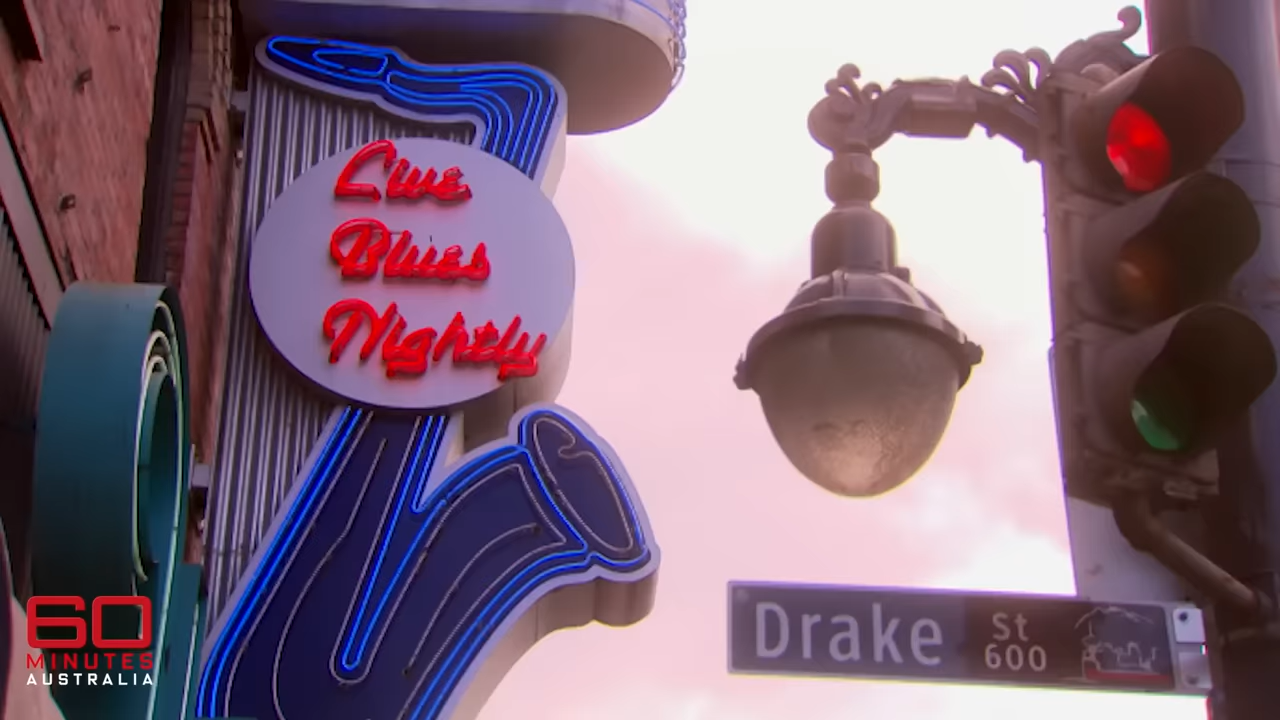 Live
Blues
Nightly
Drake St
600
60
MINUTES
AUSTRALIA